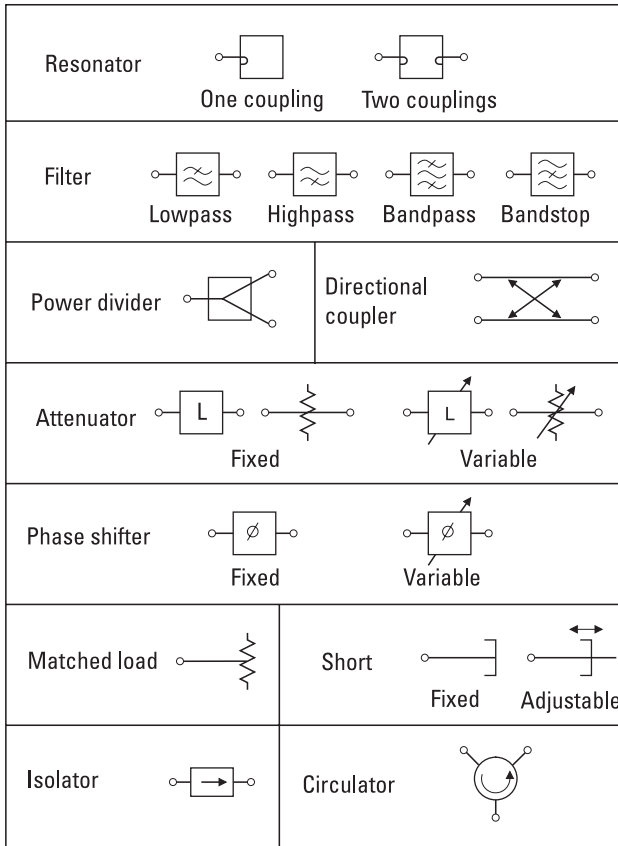 Resonator
One coupling Two couplings
Filter
Lowpass Highpass Bandpass Bandstop
Power divider
Directional
coupler
Attenuator L L
Fixed Variable
Phase shifter ø ø
Fixed Variable
Matched load
Short
Fixed Adjustable
Isolator
Circulator